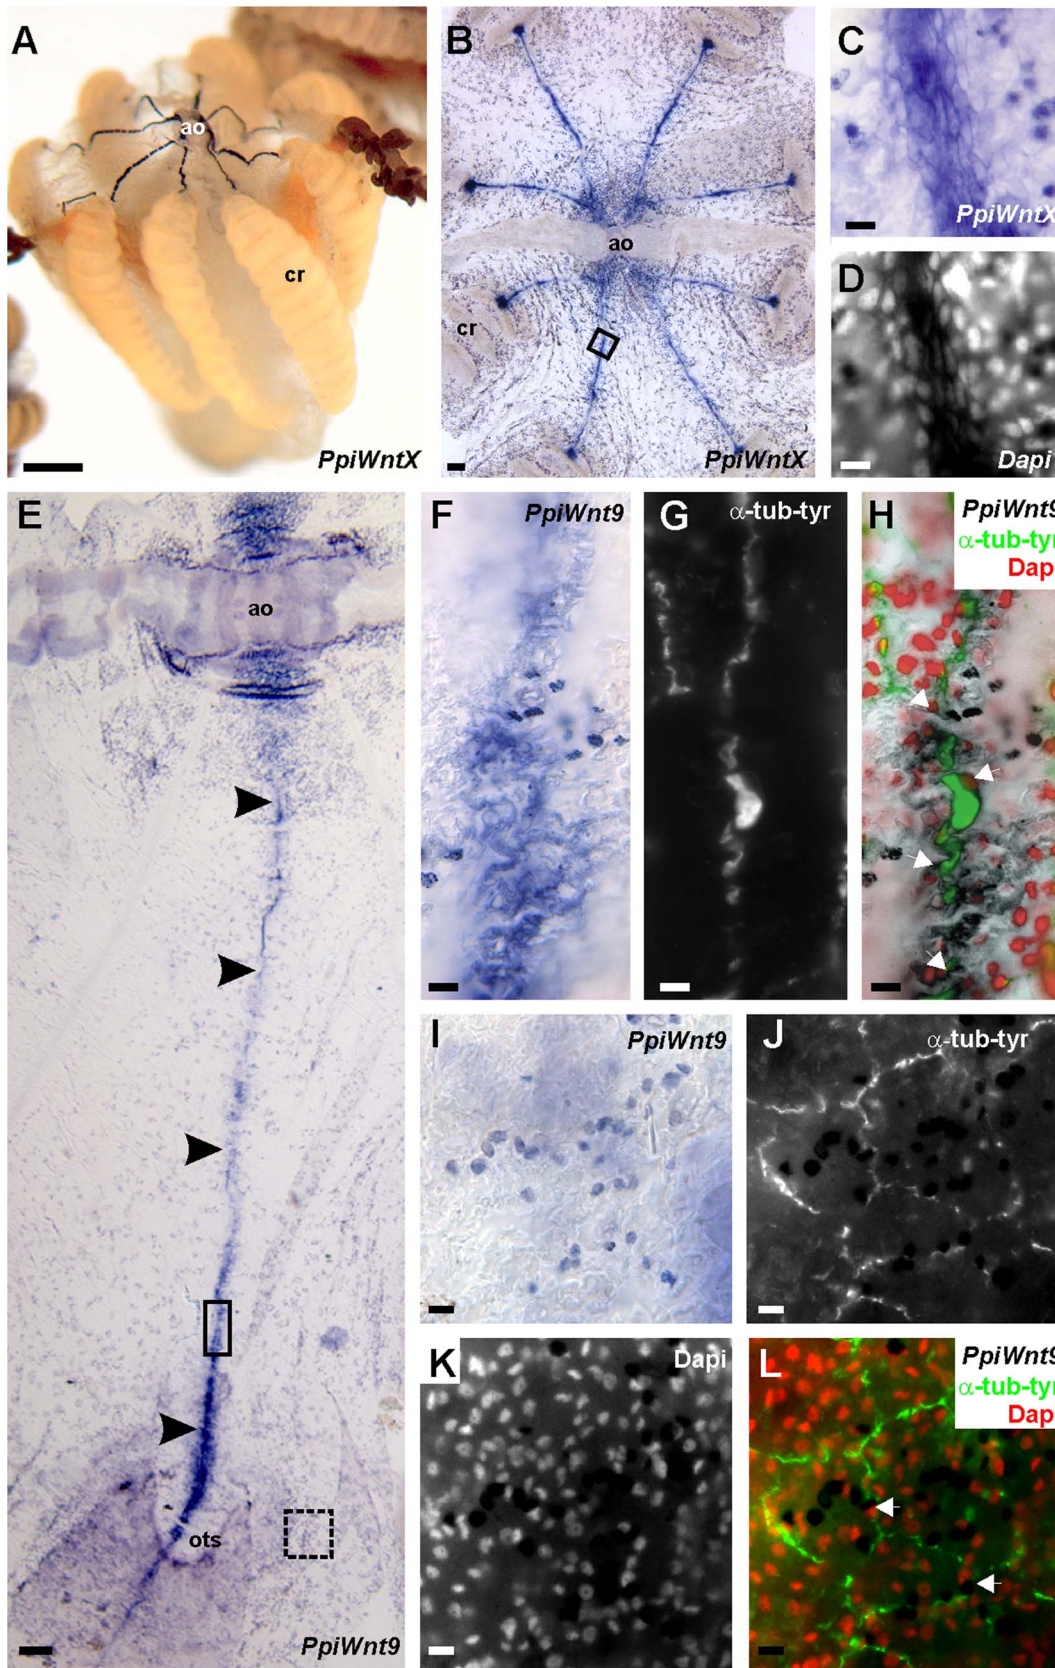 A
ao
cr
PpiWntX
B
ao
cr
PpiWntX
C
PpiWntX
D
Dapi
E
ao
ots
PpiWnt9
F
PpiWnt9
G
α-tub-tyr
H
PpiWnt9
α-tub-tyr
Dapi
I
PpiWnt9
J
α-tub-tyr
K
Dapi
L
PpiWnt9
α-tub-tyr
Dapi